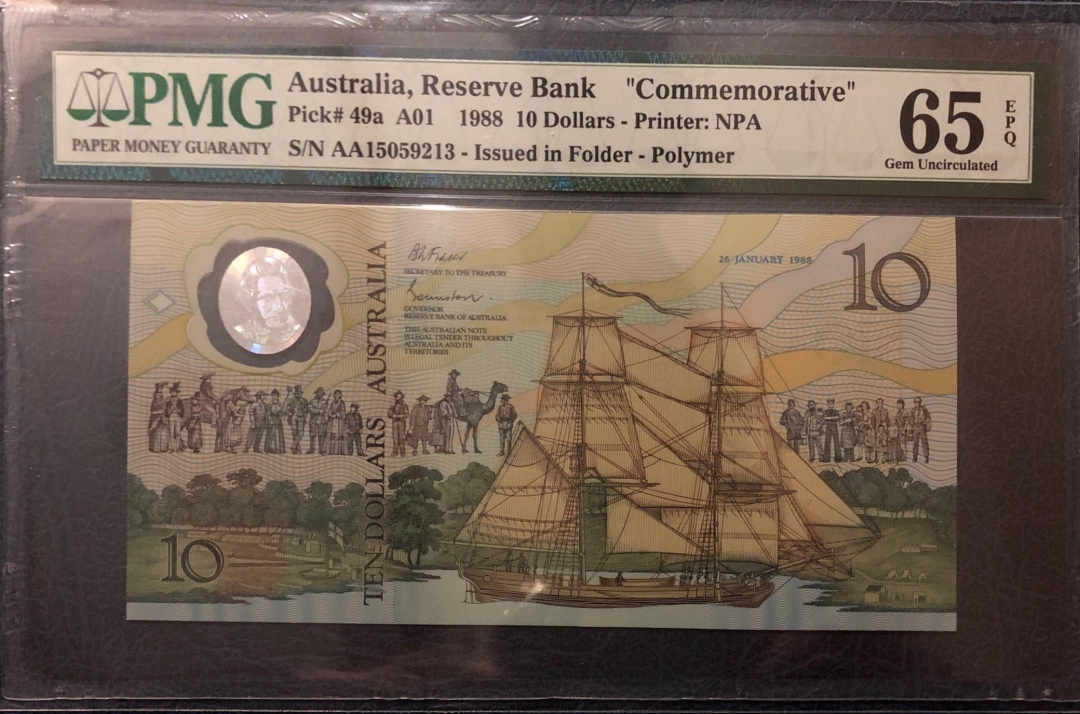 PMG
PAPER MONEY GUARANTY
Australia, Reserve Bank "Commemorative"
Pick# 49a A01 1988 10 Dollars - Printer: NPA
S/N AA15059213 - Issued in Folder - Polymer
65
EPQ
Gem Uncirculated
TEN DOLLARS AUSTRALIA
SECRETARY TO THE TREASURY
GOVERNOR
RESERVE BANK OF AUSTRALIA
THIS AUSTRALIAN NOTE
IS LEGAL TENDER THROUGHOUT
AUSTRALIA AND ITS
TERRITORIES
26 JANUARY 1988
10
10